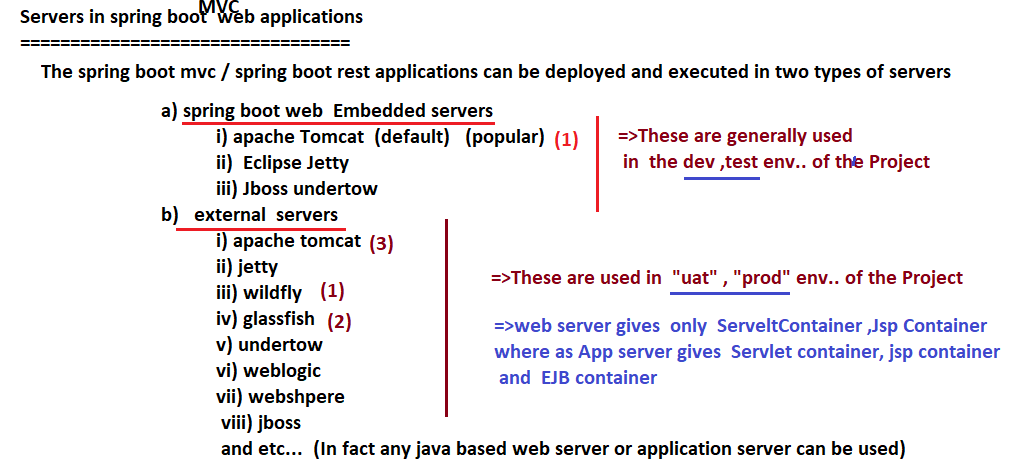 MVC
Servers in spring boot web applications
=================================
The spring boot mvc / spring boot rest applications can be deployed and executed in two types of servers
a) spring boot web Embedded servers
i) apache Tomcat (default) (popular) (1)
=>These are generally used
ii) Eclipse Jetty
in the dev ,test env.. of the Project
iii) Jboss undertow
b) external servers
i) apache tomcat (3)
ii) jetty
=>These are used in "uat" , "prod" env.. of the Project
iii) wildfly (1)
iv) glassfish (2)
=>web server gives only ServeltContainer ,Jsp Container
v) undertow
where as App server gives Servlet container, jsp container
vi) weblogic
and EJB container
vii) webshpere
viii) jboss
and etc... (In fact any java based web server or application server can be used)